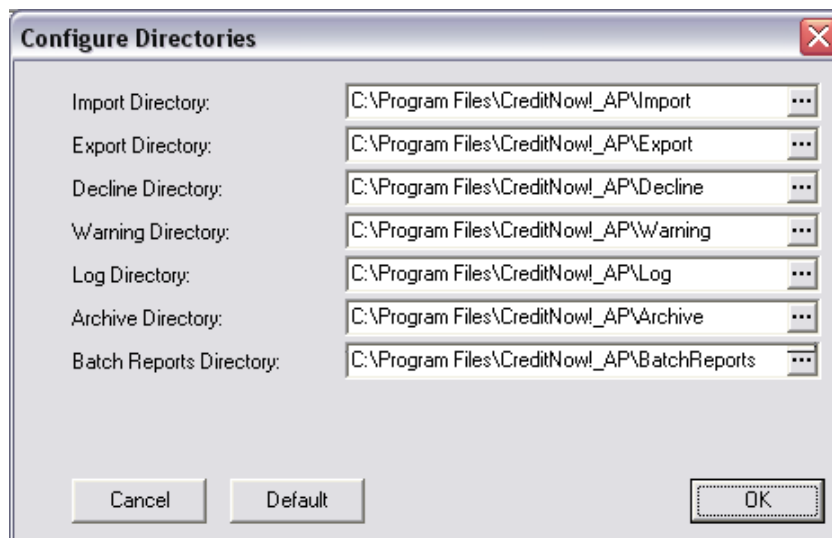 Configure Directories
Import Directory: C:\Program Files\CreditNow!_AP\Import ...
Export Directory: C:\Program Files\CreditNow!_AP\Export ...
Decline Directory: C:\Program Files\CreditNow!_AP\Decline ...
Warning Directory: C:\Program Files\CreditNow!_AP\Warning ...
Log Directory: C:\Program Files\CreditNow!_AP\Log ...
Archive Directory: C:\Program Files\CreditNow!_AP\Archive ...
Batch Reports Directory: C:\Program Files\CreditNow!_AP\BatchReports ...
Cancel Default OK